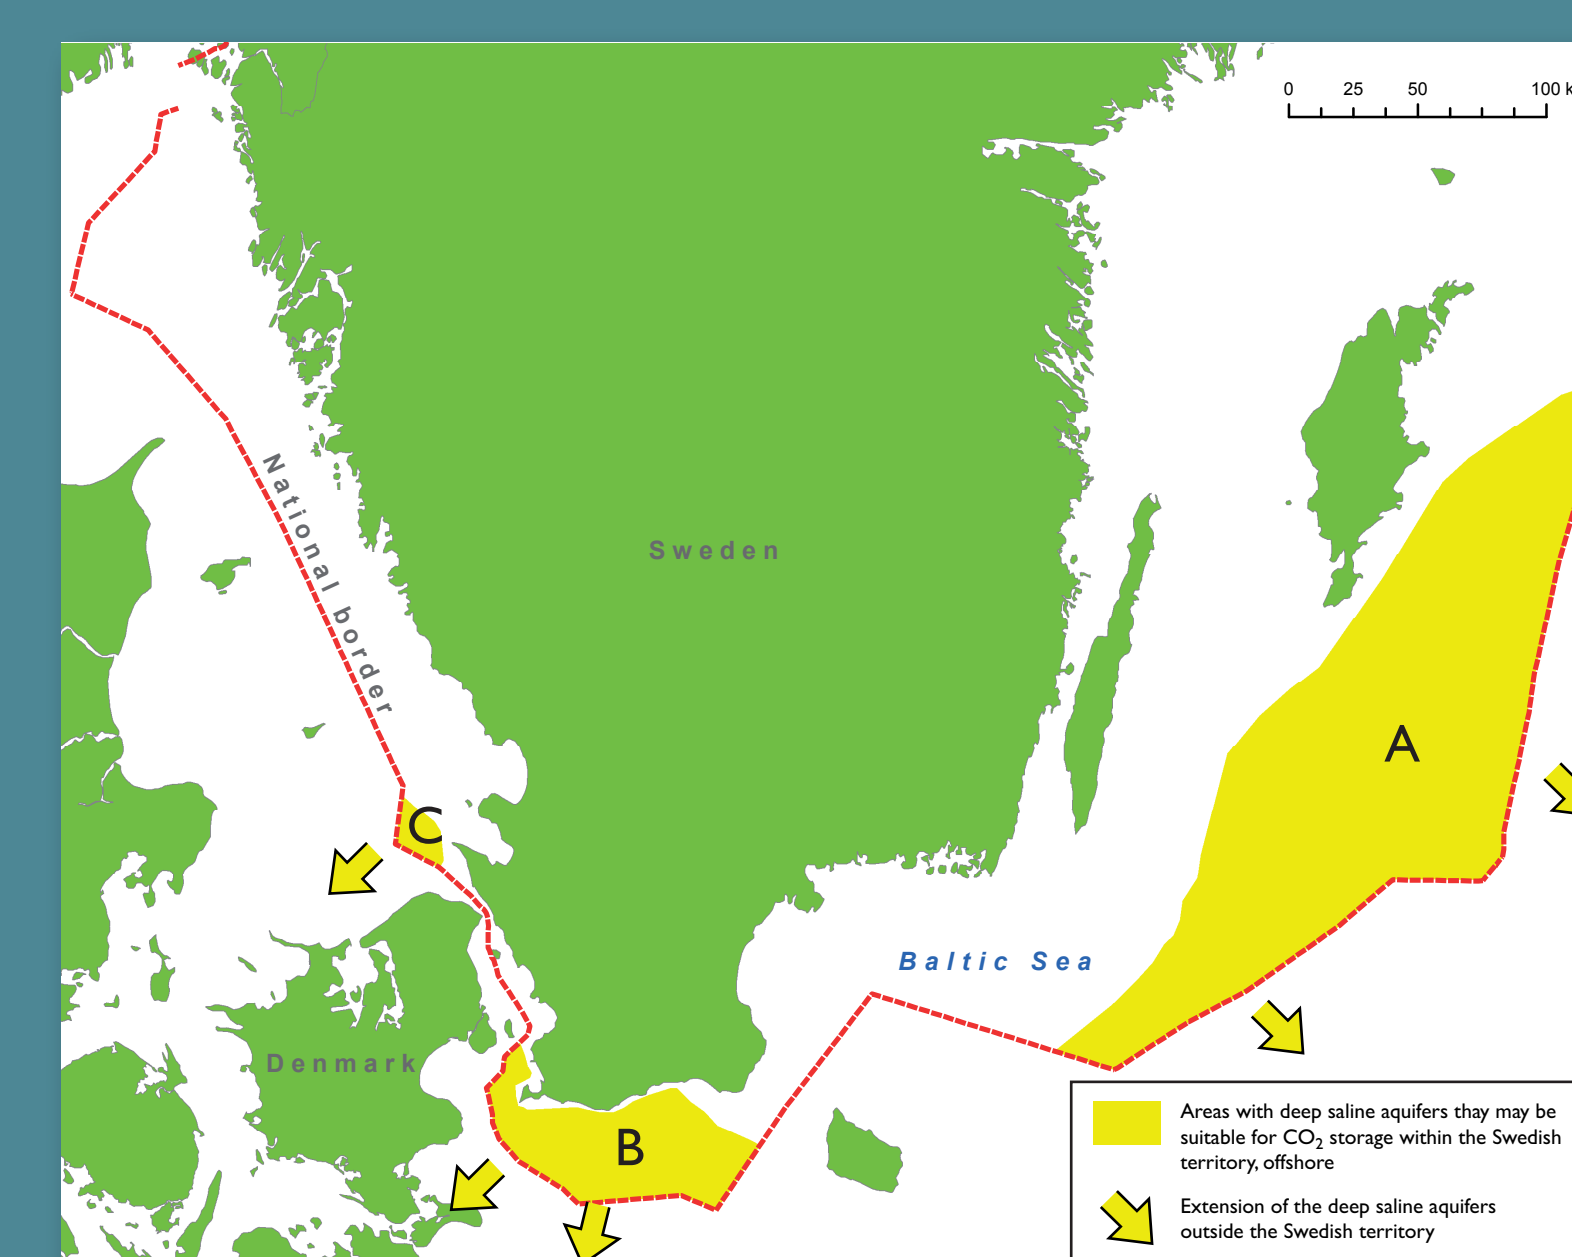 0 25 50 100 k
National border
Sweden
A
C
Baltic Sea
Denmark
B
Areas with deep saline aquifers thay may be
suitable for CO₂ storage within the Swedish
territory, offshore
Extension of the deep saline aquifers
outside the Swedish territory